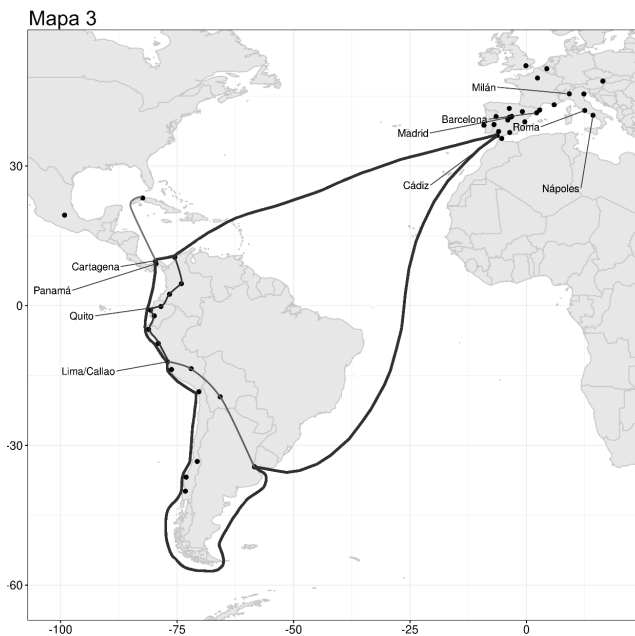 Mapa 3
Milán
Barcelona
Roma
Madrid
Cádiz
Nápoles
30
Cartagena
Panamá
0
Quito
Lima/Callao
-30
-60
-100
-75
-50
-25
0